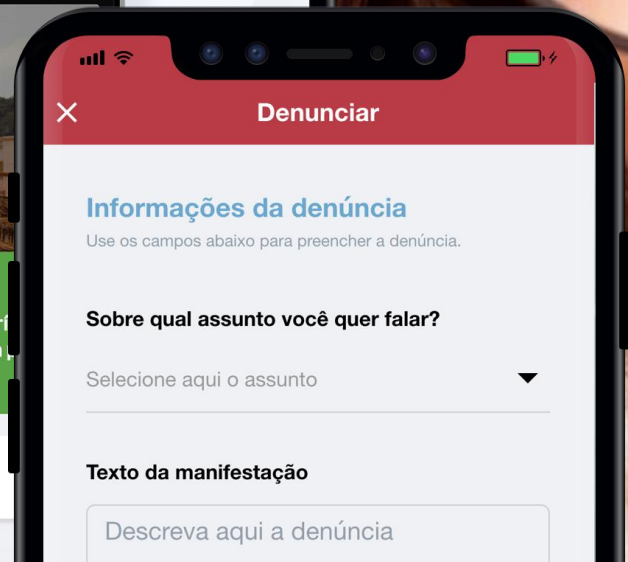 Denunciar
Informações da denúncia
Use os campos abaixo para preencher a denúncia.
Sobre qual assunto você quer falar?
Selecione aqui o assunto
Texto da manifestação
Descreva aqui a denúncia